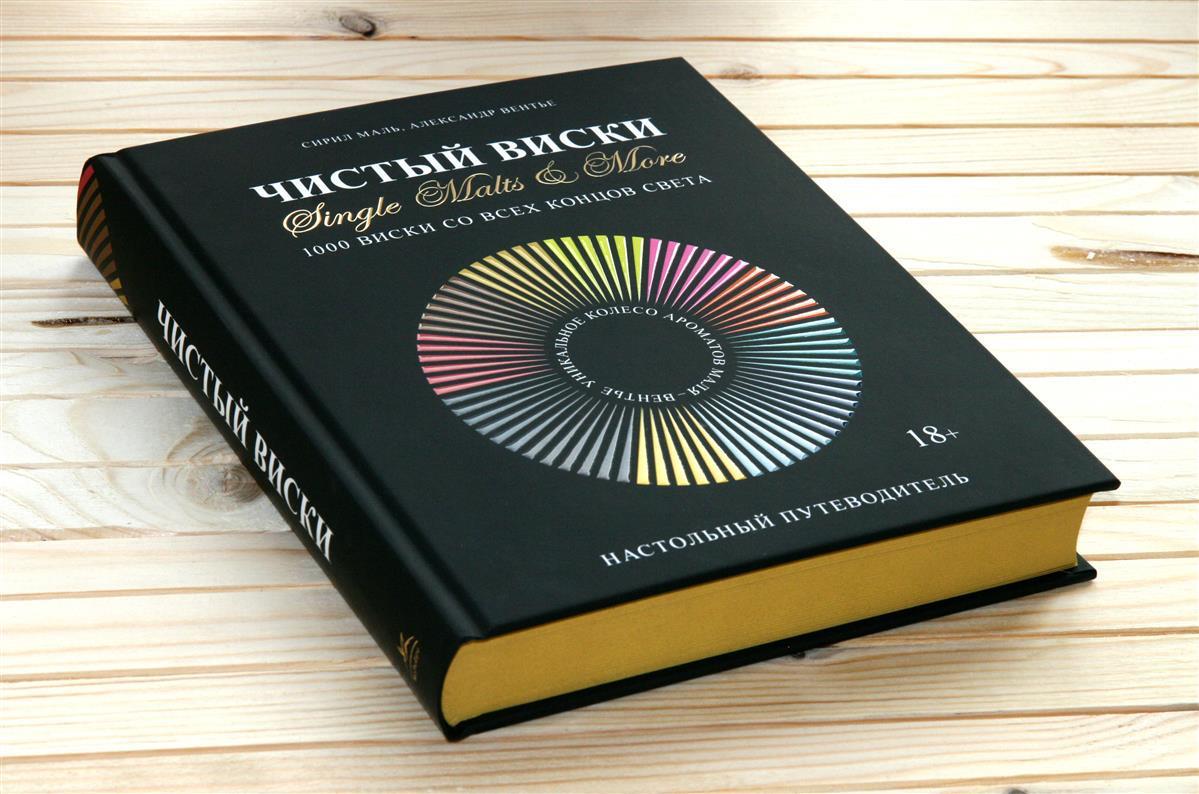 СИРИЛ МАЛЬ, АЛЕКСАНДР ВЕНТЬЕ
ЧИСТЫЙ ВИСКИ
Single Malts & More
1000 ВИСКИ СО ВСЕХ КОНЦОВ СВЕТА
УНИКАЛЬНОЕ КОЛЕСО АРОМАТОВ МАЛЯ–ВЕНТЬЕ
18+
НАСТОЛЬНЫЙ ПУТЕВОДИТЕЛЬ
ЧИСТЫЙ ВИСКИ